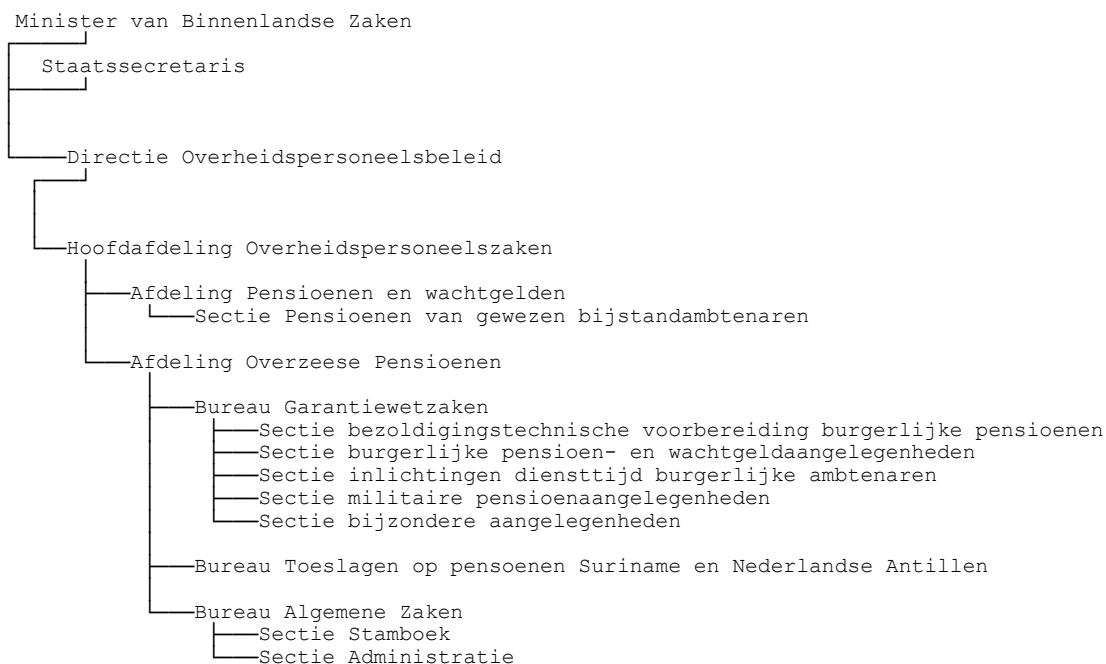 Minister van Binnenlandse Zaken
Staatssecretaris
Directie Overheidspersoneelsbeleid
Hoofdafdeling Overheidspersoneelszaken
Afdeling Pensioenen en wachtgelden
Sectie Pensioenen van gewezen bijstandambtenaren
Afdeling Overzeese Pensioenen
Bureau Garantiewetzaken
Sectie bezoldigingstechnische voorbereiding burgerlijke pensioenen
Sectie burgerlijke pensioen- en wachtgeldaangelegenheden
Sectie inlichtingen diensttijd burgerlijke ambtenaren
Sectie militaire pensioenaangelegenheden
Sectie bijzondere aangelegenheden
Bureau Toeslagen op pensoenen Suriname en Nederlandse Antillen
Bureau Algemene Zaken
Sectie Stamboek
Sectie Administratie